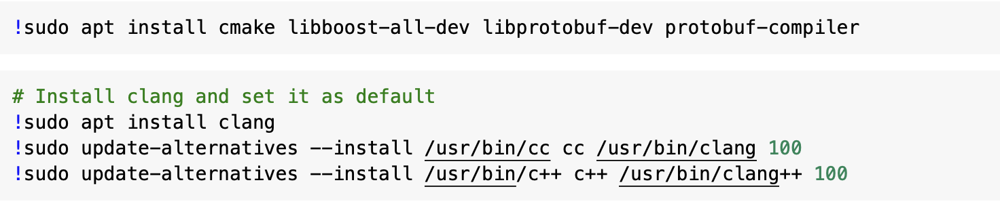 !sudo apt install cmake libboost-all-dev libprotobuf-dev protobuf-compiler
# Install clang and set it as default
!sudo apt install clang
!sudo update-alternatives --install /usr/bin/cc cc /usr/bin/clang 100
!sudo update-alternatives --install /usr/bin/c++ c++ /usr/bin/clang++ 100